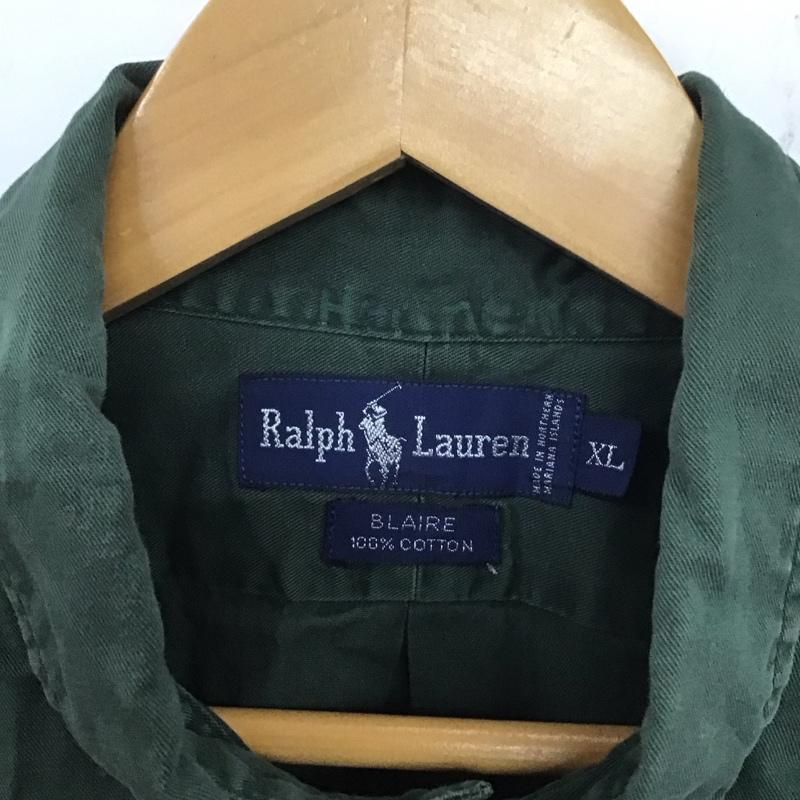 Ralph Lauren
MADE IN NORTHERN
MARIANA ISLANDS
XL
BLAIRE
100% COTTON